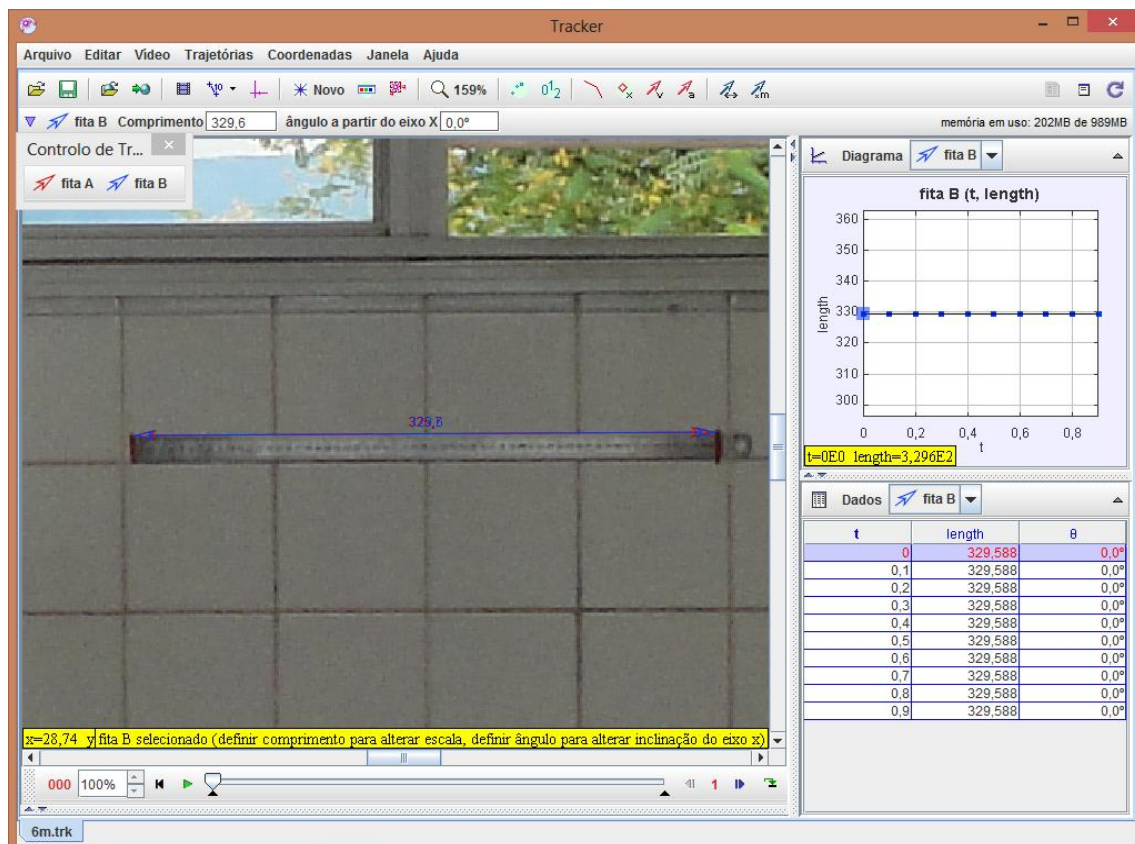 Tracker
Arquivo Editar Vídeo Trajetórias Coordenadas Janela Ajuda
Novo 159%
fita B Comprimento 329,6 ângulo a partir do eixo X 0,0° memória em uso: 202MB de 989MB
Controlo de Tr...
fita A fita B
Diagrama fita B
fita B (t, length)
360
350
340
330
320
310
300
length
0 0,2 0,4 0,6 0,8
t
t=0E0 length=3,296E2
Dados fita B
t length θ
0 329,588 0,0°
0,1 329,588 0,0°
0,2 329,588 0,0°
0,3 329,588 0,0°
0,4 329,588 0,0°
0,5 329,588 0,0°
0,6 329,588 0,0°
0,7 329,588 0,0°
0,8 329,588 0,0°
0,9 329,588 0,0°
x=28,74 y fita B selecionado (definir comprimento para alterar escala, definir ângulo para alterar inclinação do eixo x)
000 100% 1
6m.trk